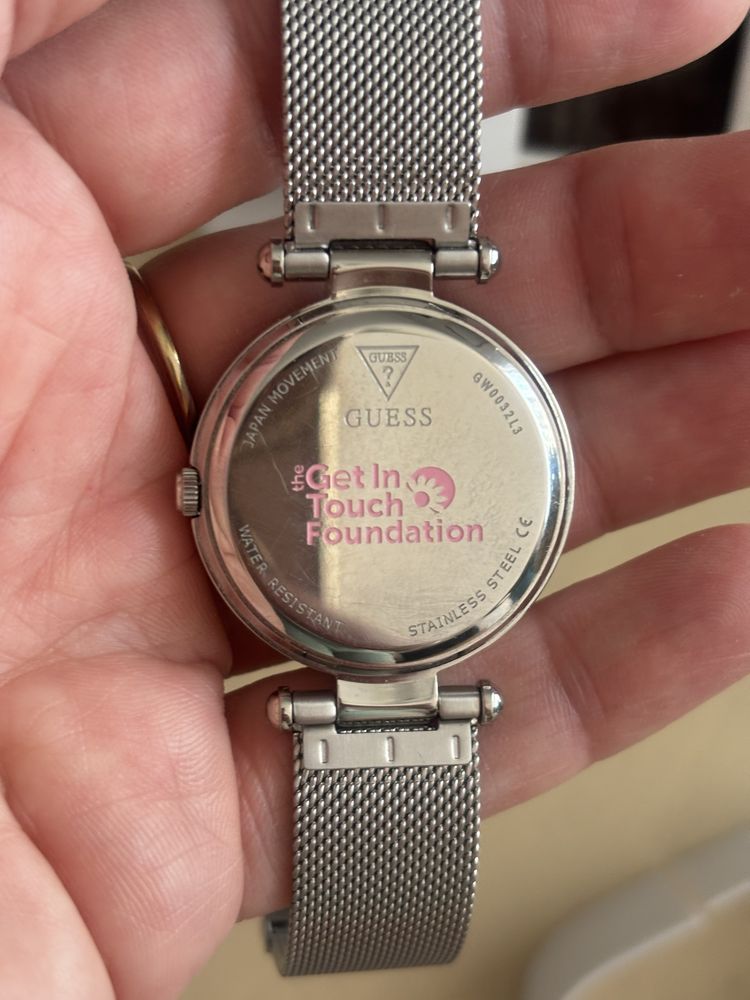 GUESS
?
GUESS
JAPAN MOVEMENT
GW0032L3
the Get In
Touch
Foundation
WATER RESISTANT
STAINLESS STEEL CE